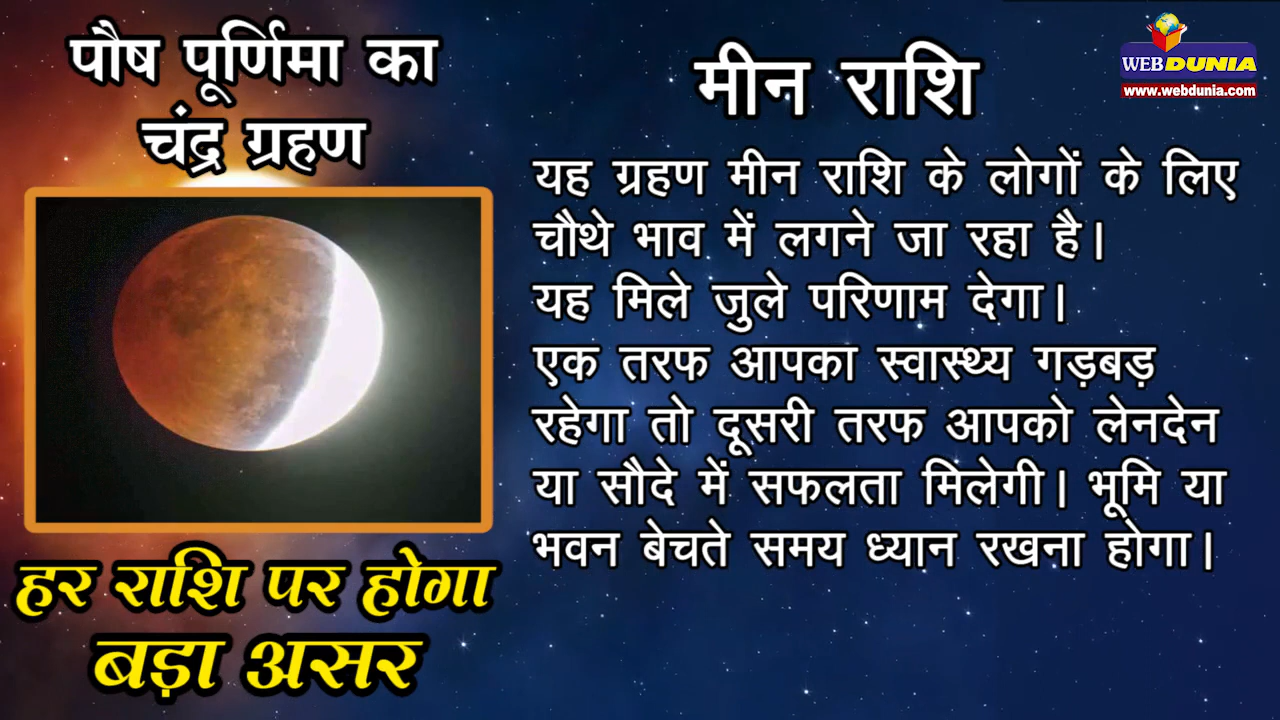 पौष पूर्णिमा का
चंद्र ग्रहण
हर राशि पर होगा
बड़ा असर
मीन राशि
यह ग्रहण मीन राशि के लोगों के लिए
चौथे भाव में लगने जा रहा है।
यह मिले जुले परिणाम देगा।
एक तरफ आपका स्वास्थ्य गड़बड़
रहेगा तो दूसरी तरफ आपको लेनदेन
या सौदे में सफलता मिलेगी। भूमि या
भवन बेचते समय ध्यान रखना होगा।
WEBDUNIA
www.webdunia.com